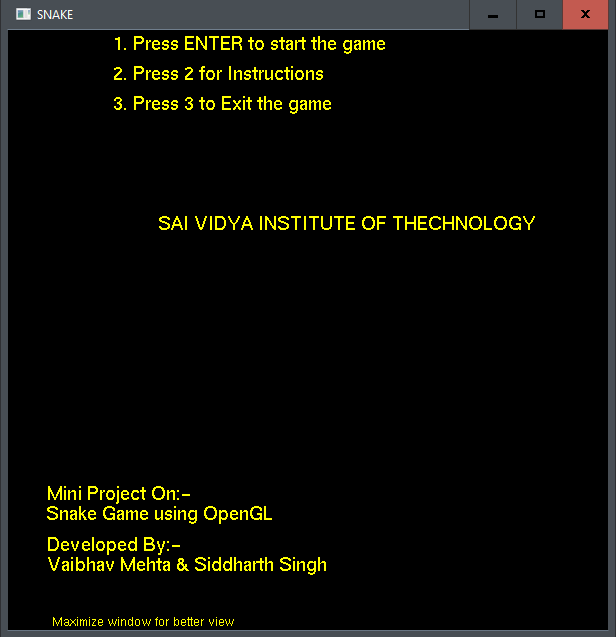 SNAKE
1. Press ENTER to start the game
2. Press 2 for Instructions
3. Press 3 to Exit the game
SAI VIDYA INSTITUTE OF THECHNOLOGY
Mini Project On:-
Snake Game using OpenGL
Developed By:-
Vaibhav Mehta & Siddharth Singh
Maximize window for better view